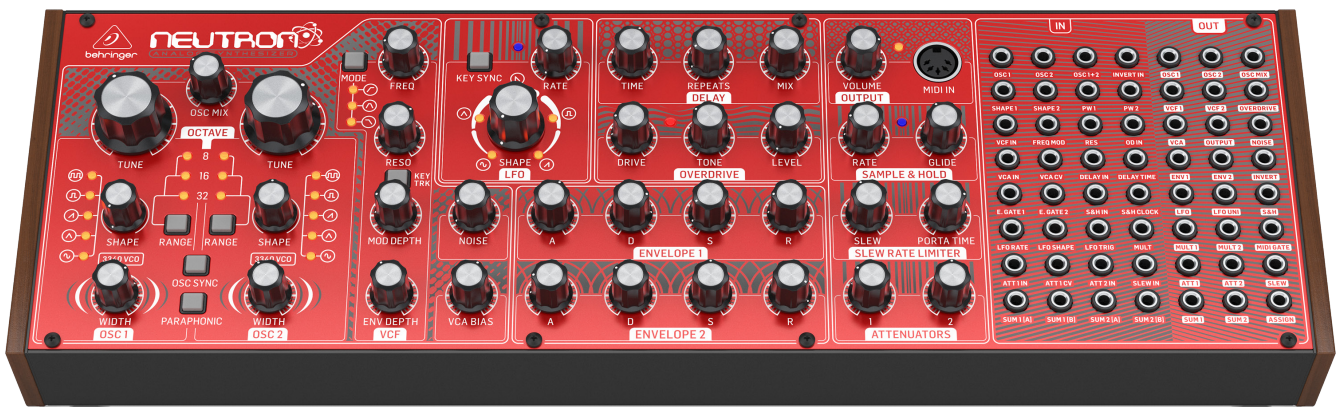 behringer
NEUTRON
ANALOG SYNTHESIZER
TUNE
OSC MIX
TUNE
OCTAVE
8
16
32
SHAPE
RANGE
RANGE
SHAPE
3340 VCO
3340 VCO
OSC SYNC
PARAPHONIC
WIDTH
WIDTH
OSC 1
OSC 2
MODE
FREQ
RESO
KEY
TRK
MOD DEPTH
ENV DEPTH
VCF
KEY SYNC
RATE
SHAPE
LFO
NOISE
VCA BIAS
TIME
REPEATS
MIX
DELAY
DRIVE
TONE
LEVEL
OVERDRIVE
A
D
S
R
ENVELOPE 1
A
D
S
R
ENVELOPE 2
VOLUME
MIDI IN
OUTPUT
RATE
GLIDE
SAMPLE & HOLD
SLEW
PORTA TIME
SLEW RATE LIMITER
1
2
ATTENUATORS
IN
OUT
OSC 1 OSC 2 OSC 1+2 INVERT IN OSC 1 OSC 2 OSC MIX
SHAPE 1 SHAPE 2 PW 1 PW 2 VCF 1 VCF 2 OVERDRIVE
VCF IN FREQ MOD RES OD IN VCA OUTPUT NOISE
VCA IN VCA CV DELAY IN DELAY TIME ENV 1 ENV 2 INVERT
E. GATE 1 E. GATE 2 S&H IN S&H CLOCK LFO LFO UNI S&H
LFO RATE LFO SHAPE LFO TRIG MULT MULT 1 MULT 2 MIDI GATE
ATT 1 IN ATT 1 CV ATT 2 IN SLEW IN ATT 1 ATT 2 SLEW
SUM 1 [A] SUM 1 [B] SUM 2 [A] SUM 2 [B] SUM 1 SUM 2 ASSIGN